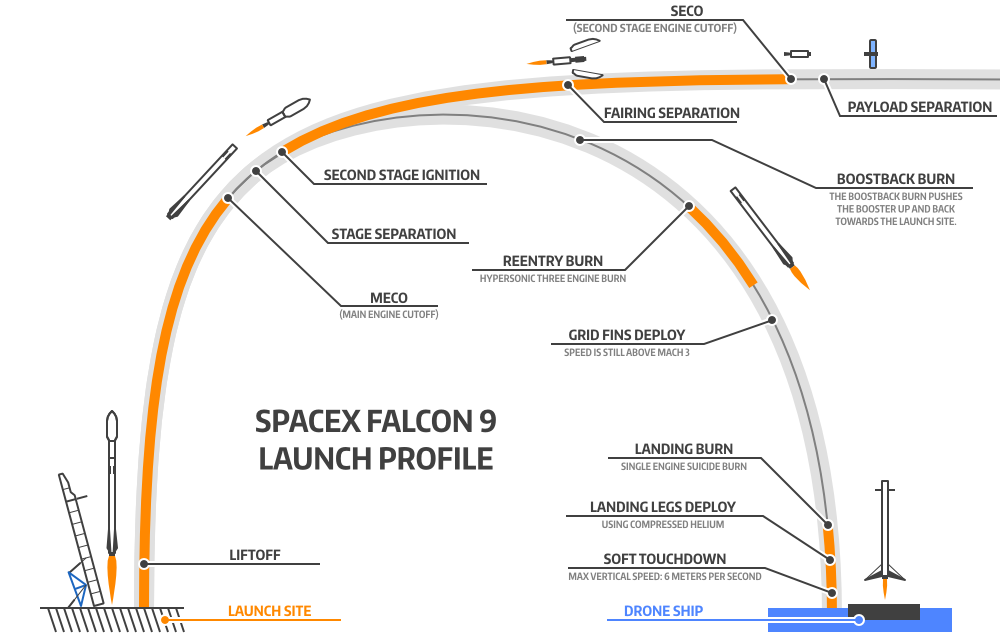 SECO
(SECOND STAGE ENGINE CUTOFF)
FAIRING SEPARATION
PAYLOAD SEPARATION
SECOND STAGE IGNITION
BOOSTBACK BURN
THE BOOSTBACK BURN PUSHES
THE BOOSTER UP AND BACK
TOWARDS THE LAUNCH SITE.
STAGE SEPARATION
REENTRY BURN
HYPERSONIC THREE ENGINE BURN
MECO
(MAIN ENGINE CUTOFF)
GRID FINS DEPLOY
SPEED IS STILL ABOVE MACH 3
SPACEX FALCON 9
LAUNCH PROFILE
LANDING BURN
SINGLE ENGINE SUICIDE BURN
LANDING LEGS DEPLOY
USING COMPRESSED HELIUM
LIFTOFF
SOFT TOUCHDOWN
MAX VERTICAL SPEED: 6 METERS PER SECOND
LAUNCH SITE
DRONE SHIP